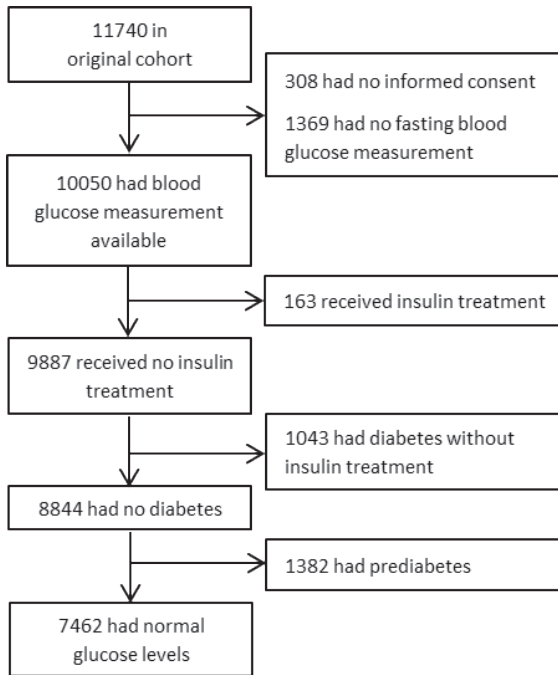 11740 in
original cohort
308 had no informed consent
1369 had no fasting blood
glucose measurement
10050 had blood
glucose measurement
available
163 received insulin treatment
9887 received no insulin
treatment
1043 had diabetes without
insulin treatment
8844 had no diabetes
1382 had prediabetes
7462 had normal
glucose levels